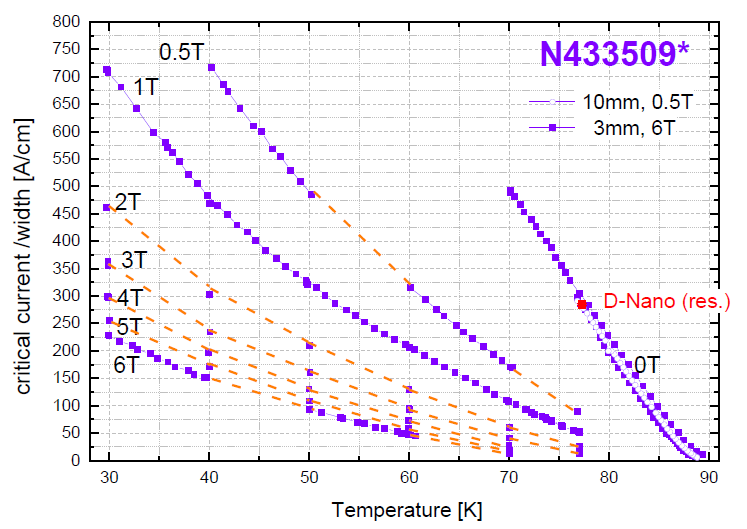 N433509*
10mm, 0.5T
3mm, 6T
0.5T
1T
2T
3T
4T
5T
6T
D-Nano (res.)
0T
critical current /width [A/cm]
800
750
700
650
600
550
500
450
400
350
300
250
200
150
100
50
0
30 40 50 60 70 80 90
Temperature [K]